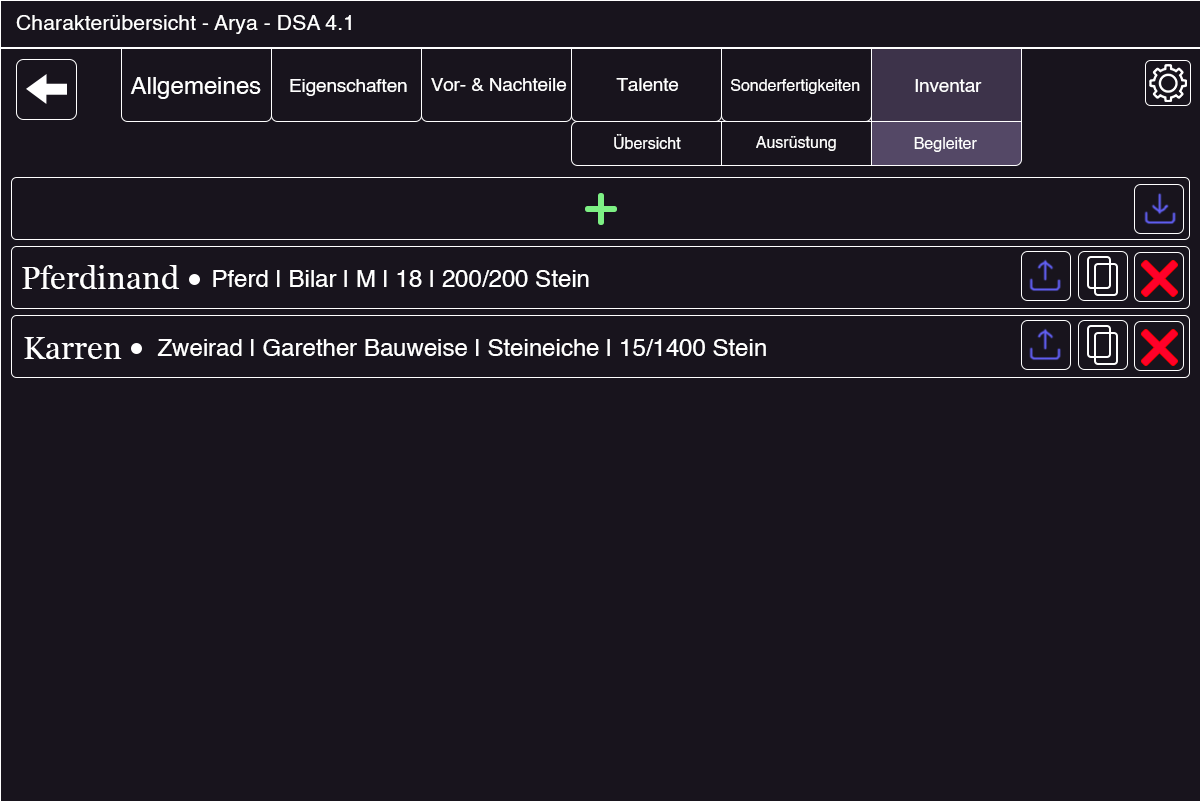 Charakterübersicht - Arya - DSA 4.1
Allgemeines
Eigenschaften
Vor- & Nachteile
Talente
Sonderfertigkeiten
Inventar
Übersicht
Ausrüstung
Begleiter
Pferdinand • Pferd | Bilar | M | 18 | 200/200 Stein
Karren • Zweirad | Garether Bauweise | Steineiche | 15/1400 Stein